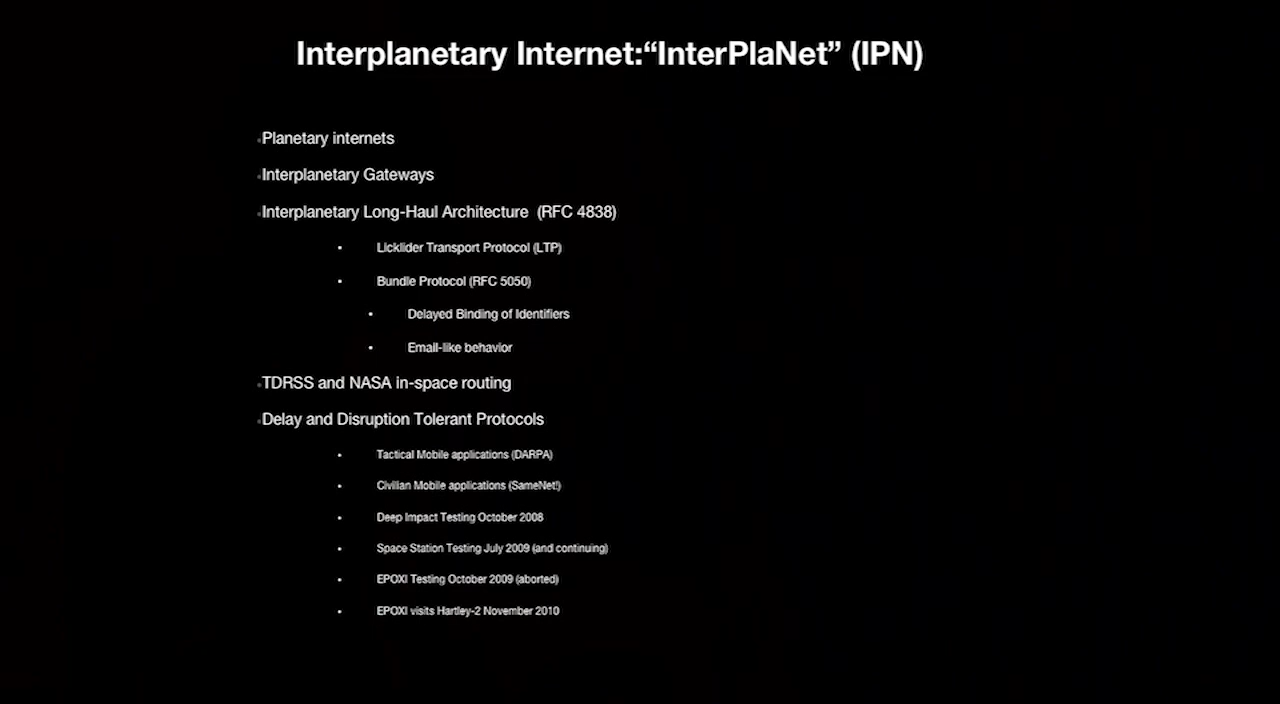 Interplanetary Internet:“InterPlaNet” (IPN)
Planetary internets
Interplanetary Gateways
Interplanetary Long-Haul Architecture (RFC 4838)
Licklider Transport Protocol (LTP)
Bundle Protocol (RFC 5050)
Delayed Binding of Identifiers
Email-like behavior
TDRSS and NASA in-space routing
Delay and Disruption Tolerant Protocols
Tactical Mobile applications (DARPA)
Civilian Mobile applications (SameNet!)
Deep Impact Testing October 2008
Space Station Testing July 2009 (and continuing)
EPOXI Testing October 2009 (aborted)
EPOXI visits Hartley-2 November 2010